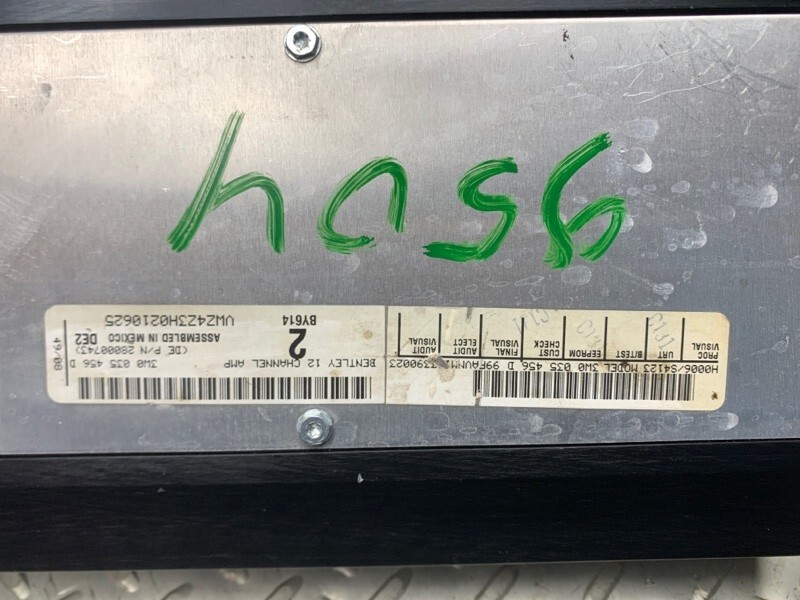 H0006/S4123 MODEL 3W0 035 456 D
PROC VISUAL
URT
B/TEST
EEPROM
CUST CHECK
FINAL VISUAL
AUDIT ELECT
AUDIT VISUAL
3W0 035 456 D 49/08
BENTLEY 12 CHANNEL AMP
(DE P/N 28000743)
ASSEMBLED IN MEXICO DE2
2
BY614
VWZ4Z3H0210625
9504